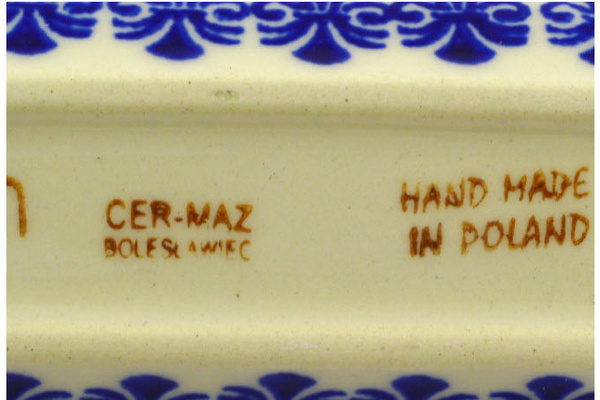 CER-MAZ
BOLESŁAWIEC
HAND MADE
IN POLAND